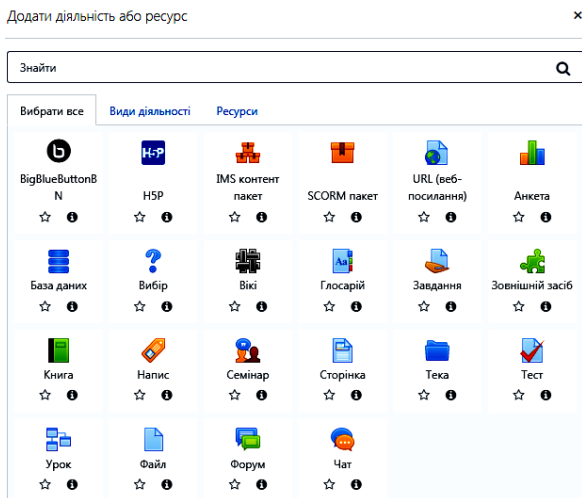 Додати діяльність або ресурс
Знайти
Вибрати все Види діяльності Ресурси
BigBlueButtonB
N
H5P
IMS контент
пакет
SCORM пакет
URL (веб-
посилання)
Анкета
База даних
Вибір
Вікі
Глосарій
Завдання
Зовнішній засіб
Книга
Напис
Семінар
Сторінка
Тека
Тест
Урок
Файл
Форум
Чат